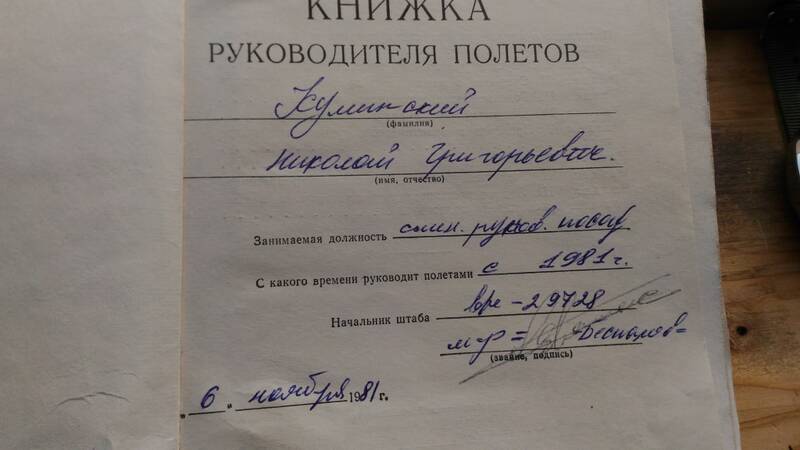 КНИЖКА
РУКОВОДИТЕЛЯ ПОЛЕТОВ
Куминский
(фамилия)
Николай Григорьевич.
(имя, отчество)
Занимаемая должность руков.
С какого времени руководит полетами с 1981 г.
Начальник штаба 29728
м-р
(звание, подпись)
„6„ ноября 1981 г.